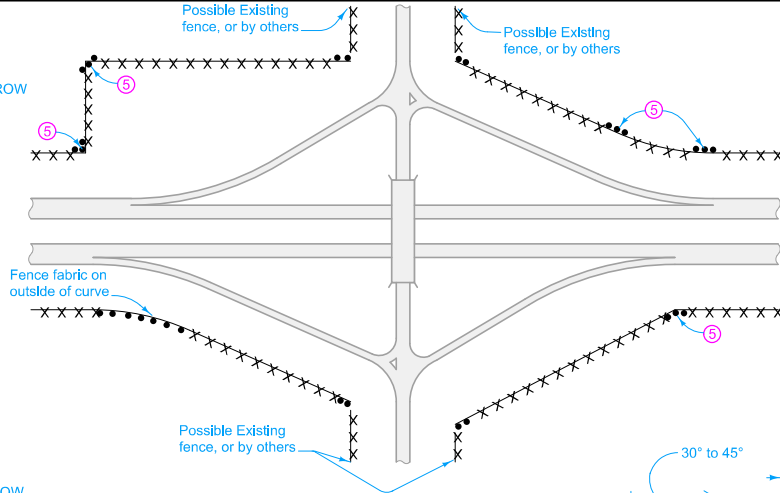 Possible Existing
fence, or by others
Possible Existing
fence, or by others
ROW
5
5
5
Fence fabric on
outside of curve
5
Possible Existing
fence, or by others
30° to 45°
ROW